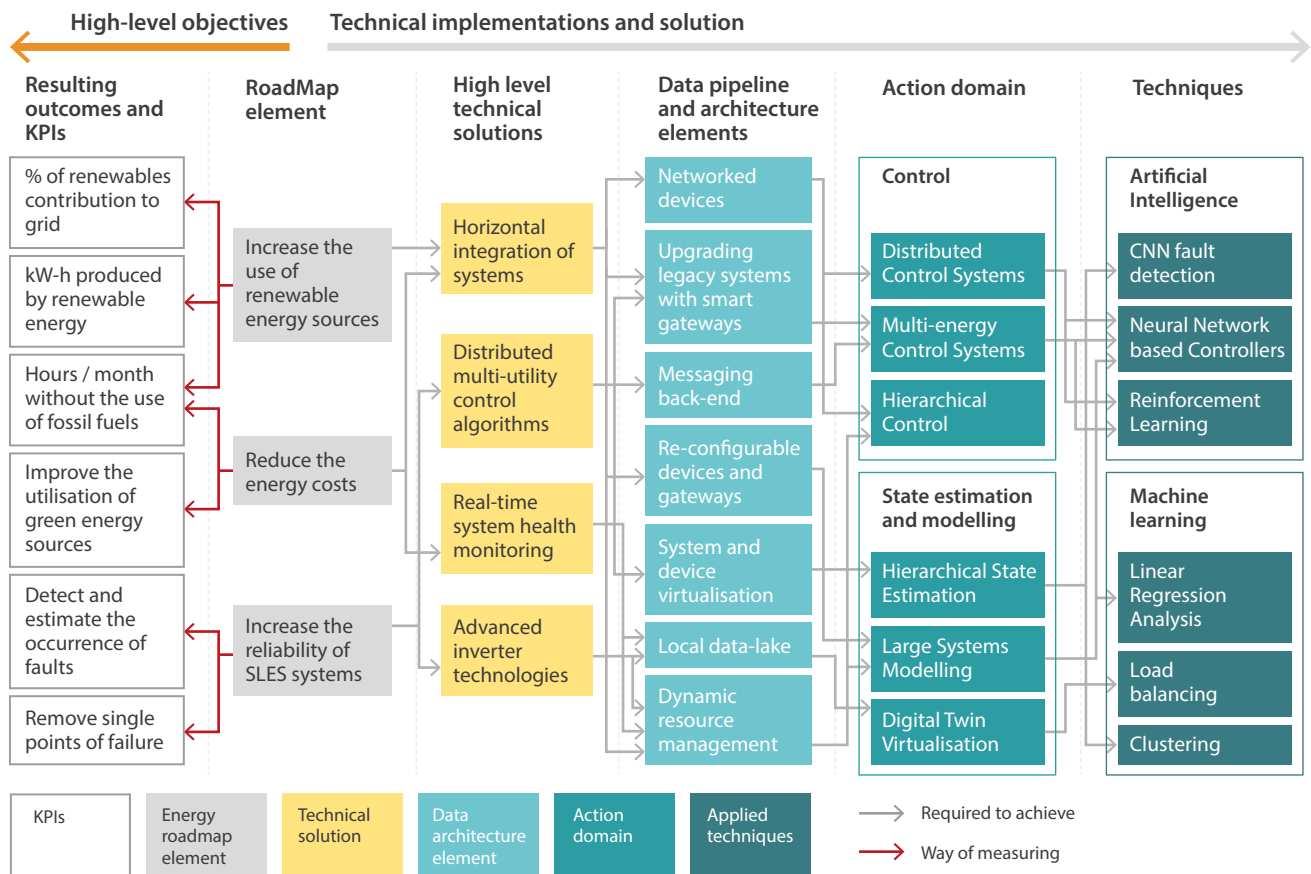 High-level objectives
Technical implementations and solution
Resulting
outcomes and
KPIs
RoadMap
element
High level
technical
solutions
Data pipeline
and architecture
elements
Action domain
Techniques
% of renewables
contribution to
grid
kW-h produced
by renewable
energy
Hours / month
without the use
of fossil fuels
Improve the
utilisation of
green energy
sources
Detect and
estimate the
occurrence of
faults
Remove single
points of failure
Increase the
use of
renewable
energy sources
Reduce the
energy costs
Increase the
reliability of
SLES systems
Horizontal
integration of
systems
Distributed
multi-utility
control
algorithms
Real-time
system health
monitoring
Advanced
inverter
technologies
Networked
devices
Upgrading
legacy systems
with smart
gateways
Messaging
back-end
Re-configurable
devices and
gateways
System and
device
virtualisation
Local data-lake
Dynamic
resource
management
Control
Distributed
Control Systems
Multi-energy
Control Systems
Hierarchical
Control
State estimation
and modelling
Hierarchical State
Estimation
Large Systems
Modelling
Digital Twin
Virtualisation
Artificial
Intelligence
CNN fault
detection
Neural Network
based Controllers
Reinforcement
Learning
Machine
learning
Linear
Regression
Analysis
Load
balancing
Clustering
KPIs
Energy
roadmap
element
Technical
solution
Data
architecture
element
Action
domain
Applied
techniques
Required to achieve
Way of measuring